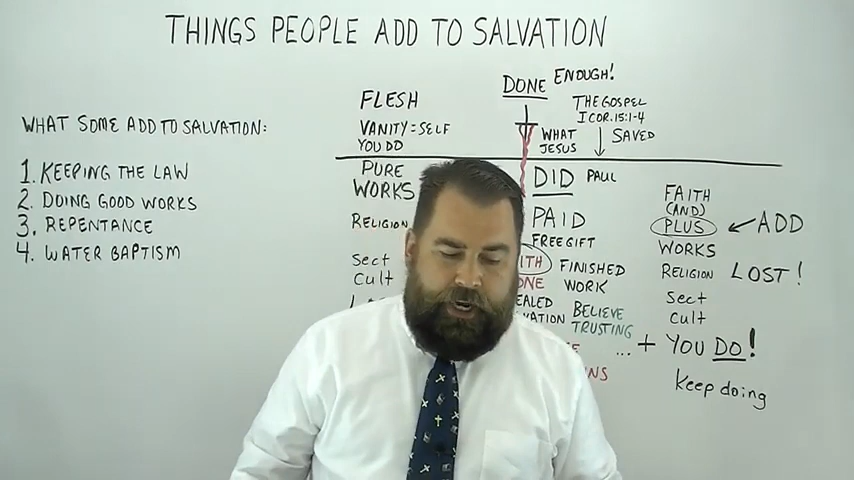 THINGS PEOPLE ADD TO SALVATION
WHAT SOME ADD TO SALVATION:
1. KEEPING THE LAW
2. DOING GOOD WORKS
3. REPENTANCE
4. WATER BAPTISM
FLESH
VANITY=SELF
YOU DO
PURE
WORKS
RELIGION
Sect
Cult
DONE ENOUGH!
THE GOSPEL
I COR. 15:1-4
WHAT
JESUS
SAVED
DID PAUL
PAID
FREE GIFT
FINISHED
WORK
BELIEVE
TRUSTING
...
FAITH
(AND)
PLUS
ADD
WORKS
RELIGION LOST!
Sect
Cult
+ YOU DO!
Keep doing